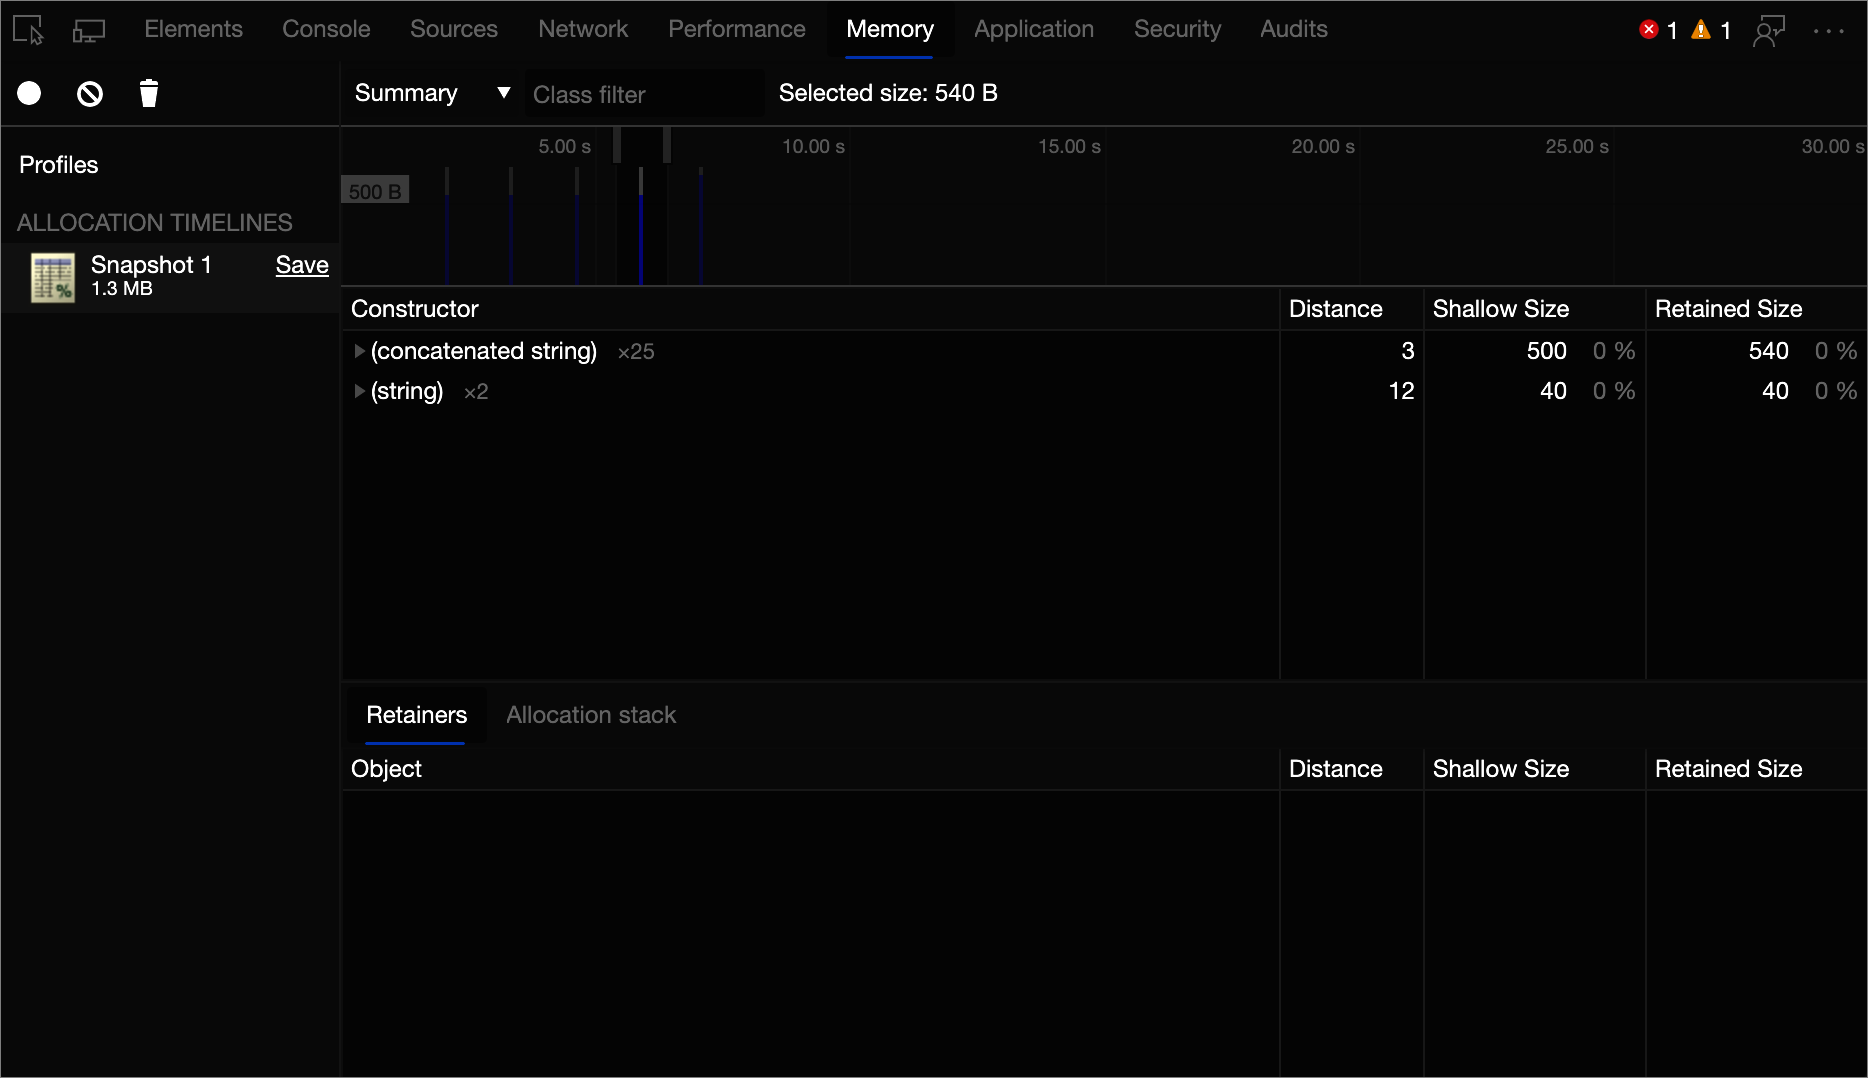 Elements Console Sources Network Performance Memory Application Security Audits 1 1 ...
Summary ▼ Class filter Selected size: 540 B
5.00 s 10.00 s 15.00 s 20.00 s 25.00 s 30.00 s
Profiles
500 B
ALLOCATION TIMELINES
Snapshot 1 Save
1.3 MB
Constructor Distance Shallow Size Retained Size
(concatenated string) ×25 3 500 0 % 540 0 %
(string) ×2 12 40 0 % 40 0 %
Retainers Allocation stack
Object Distance Shallow Size Retained Size